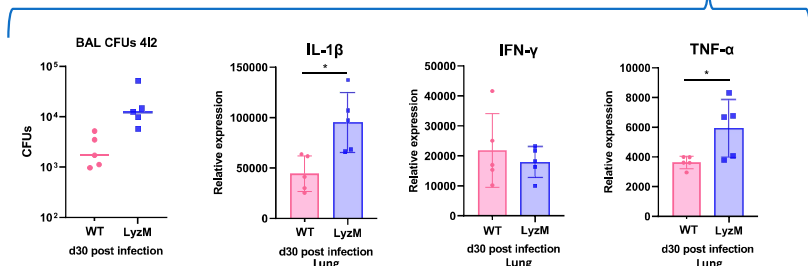 BAL CFUs 4I2
CFUs
10⁵
10⁴
10³
10²
WT LyzM
d30 post infection
IL-1β
*
Relative expression
150000
100000
50000
0
WT LyzM
d30 post infection
Lung
IFN-γ
Relative expression
50000
40000
30000
20000
10000
0
WT LyzM
d30 post infection
Lung
TNF-α
*
Relative expression
10000
8000
6000
4000
2000
0
WT LyzM
d30 post infection
Lung